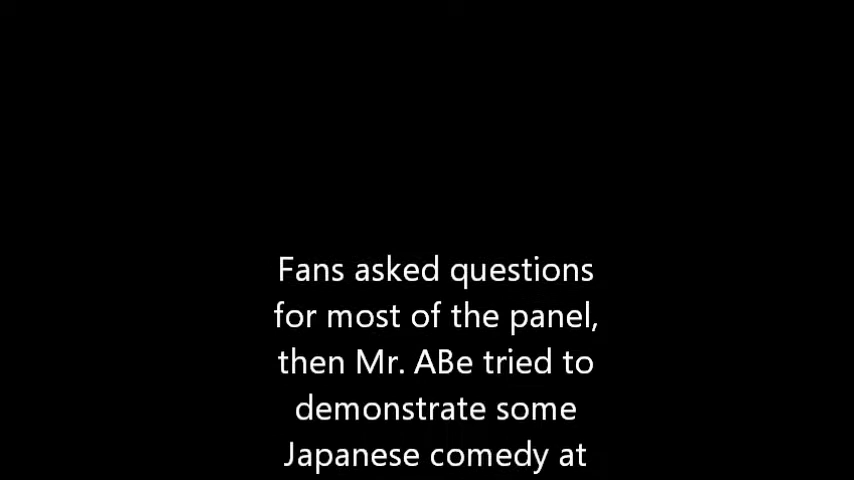 Fans asked questions
for most of the panel,
then Mr. ABe tried to
demonstrate some
Japanese comedy at